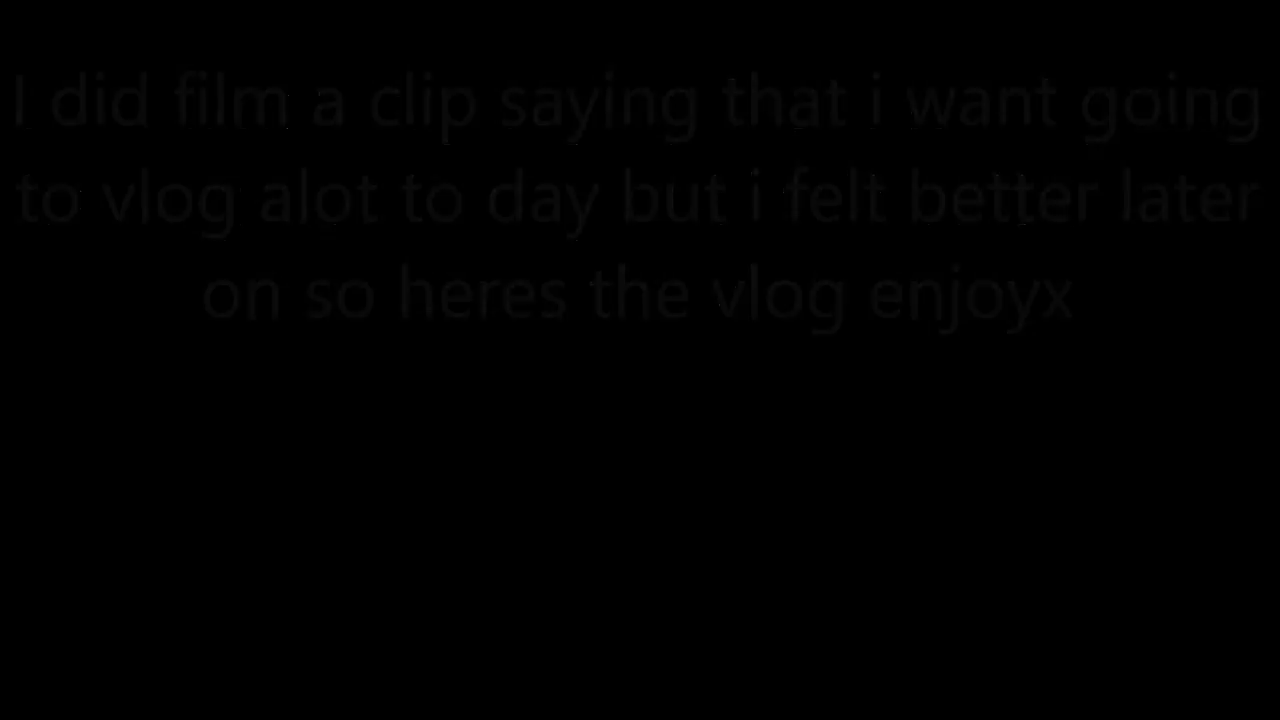 I did film a clip saying that i want going
to vlog alot to day but i felt better later
on so heres the vlog enjoyx